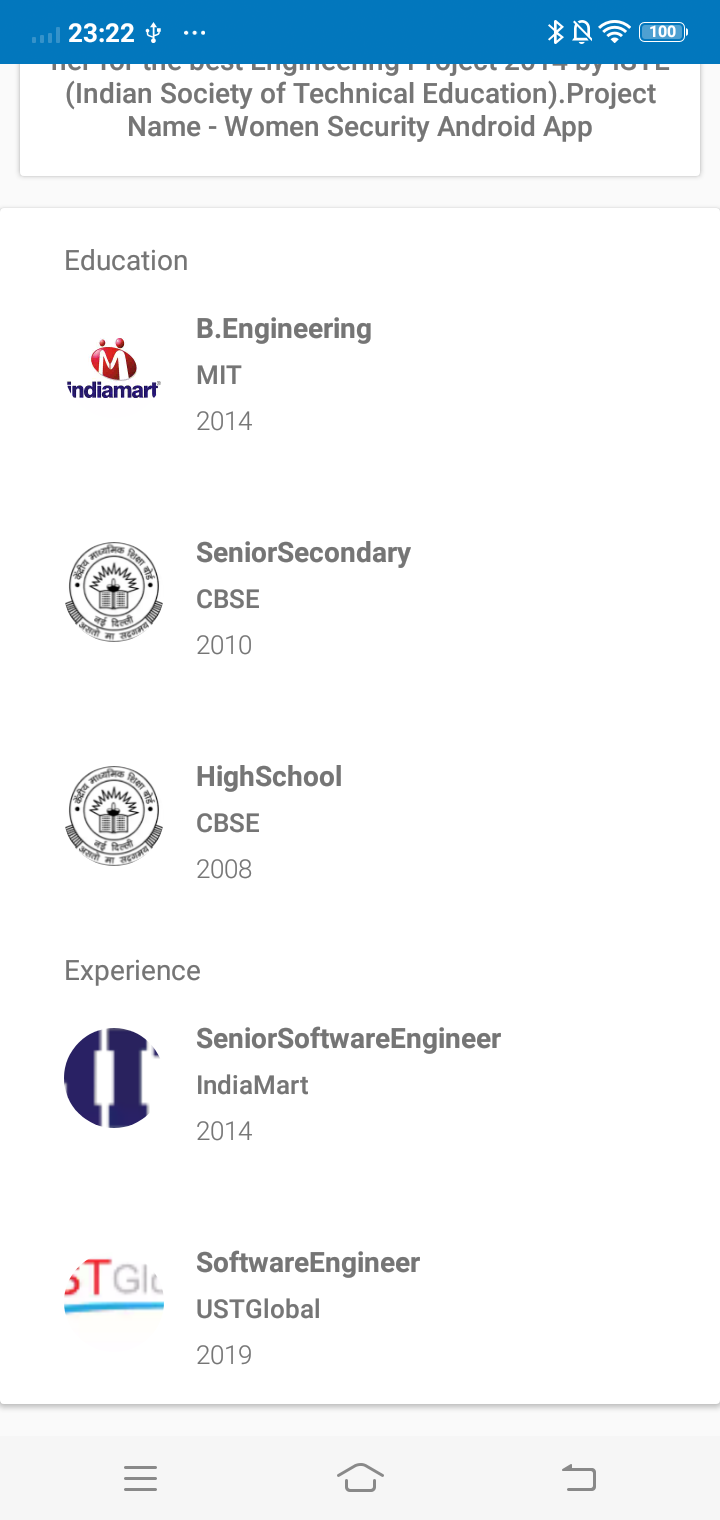 23:22
100
ner for the best Engineering Project 2014 by ISTE
(Indian Society of Technical Education).Project
Name - Women Security Android App
Education
B.Engineering
indiamart
MIT
2014
SeniorSecondary
CBSE
2010
HighSchool
CBSE
2008
Experience
SeniorSoftwareEngineer
IndiaMart
2014
SoftwareEngineer
STGlo
USTGlobal
2019